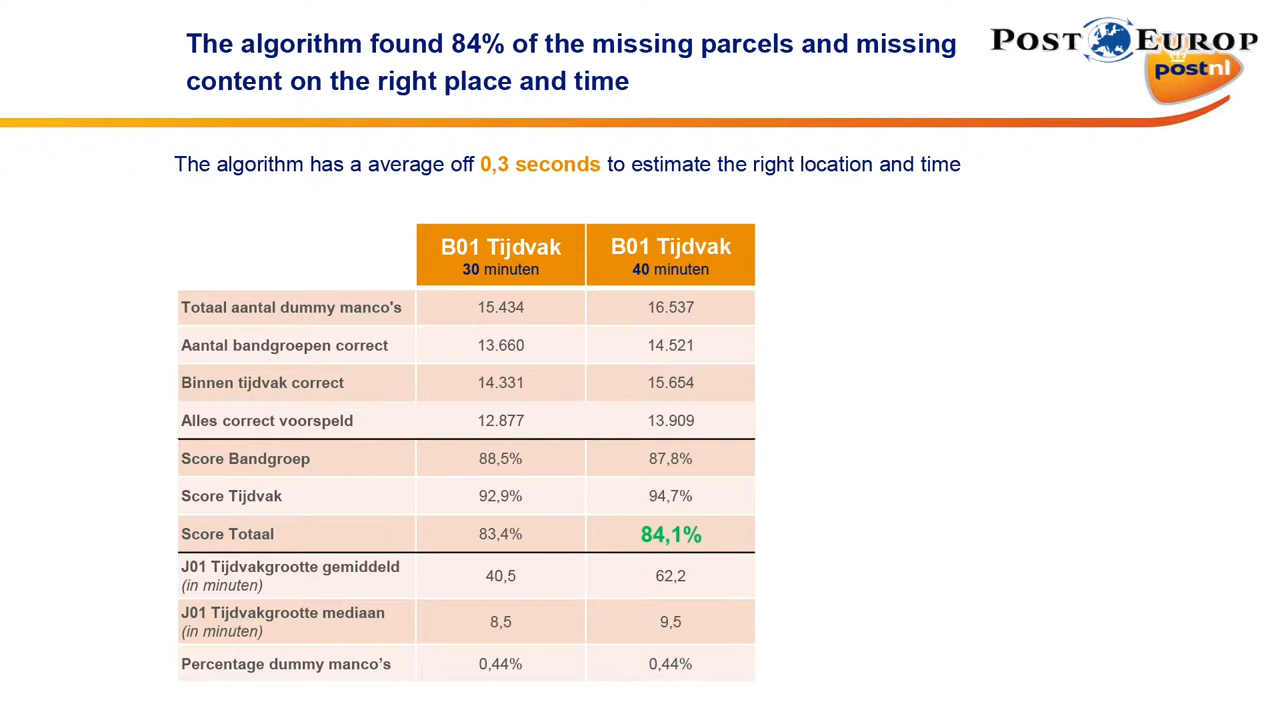 The algorithm found 84% of the missing parcels and missing
content on the right place and time
POST EUROP
postnl
The algorithm has a average off 0,3 seconds to estimate the right location and time
B01 Tijdvak B01 Tijdvak
30 minuten 40 minuten
Totaal aantal dummy manco's 15.434 16.537
Aantal bandgroepen correct 13.660 14.521
Binnen tijdvak correct 14.331 15.654
Alles correct voorspeld 12.877 13.909
Score Bandgroep 88,5% 87,8%
Score Tijdvak 92,9% 94,7%
Score Totaal 83,4% 84,1%
J01 Tijdvakgrootte gemiddeld
(in minuten) 40,5 62,2
J01 Tijdvakgrootte mediaan
(in minuten) 8,5 9,5
Percentage dummy manco’s 0,44% 0,44%